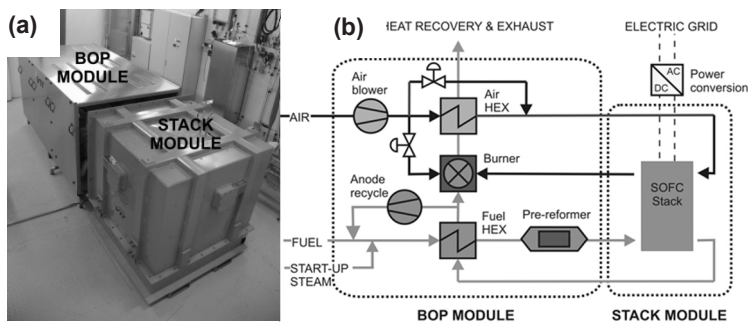 (a)
BOP
MODULE
STACK
MODULE
(b)
HEAT RECOVERY & EXHAUST
ELECTRIC GRID
Air
blower
Air
HEX
AC
DC
Power
conversion
AIR
Burner
SOFC
Stack
Anode
recycle
Fuel
HEX
Pre-reformer
FUEL
START-UP
STEAM
BOP MODULE
STACK MODULE